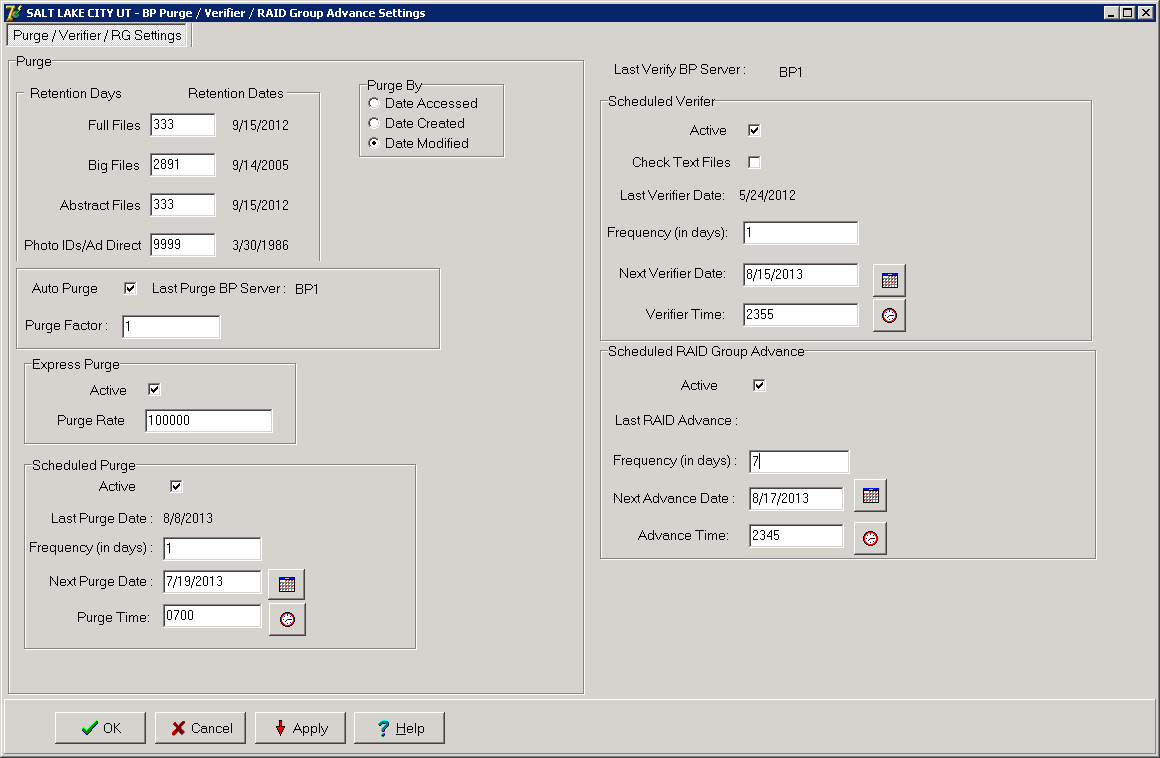 SALT LAKE CITY UT - BP Purge / Verifier / RAID Group Advance Settings
Purge / Verifier / RG Settings
Purge
Retention Days Retention Dates
Full Files 333 9/15/2012
Big Files 2891 9/14/2005
Abstract Files 333 9/15/2012
Photo IDs/Ad Direct 9999 3/30/1986
Purge By
Date Accessed
Date Created
Date Modified
Auto Purge Last Purge BP Server : BP1
Purge Factor : 1
Express Purge
Active
Purge Rate 100000
Scheduled Purge
Active
Last Purge Date : 8/8/2013
Frequency (in days) : 1
Next Purge Date : 7/19/2013
Purge Time: 0700
Last Verify BP Server : BP1
Scheduled Verifer
Active
Check Text Files
Last Verifier Date: 5/24/2012
Frequency (in days): 1
Next Verifier Date: 8/15/2013
Verifier Time: 2355
Scheduled RAID Group Advance
Active
Last RAID Advance :
Frequency (in days) : 7
Next Advance Date : 8/17/2013
Advance Time: 2345
OK Cancel Apply Help